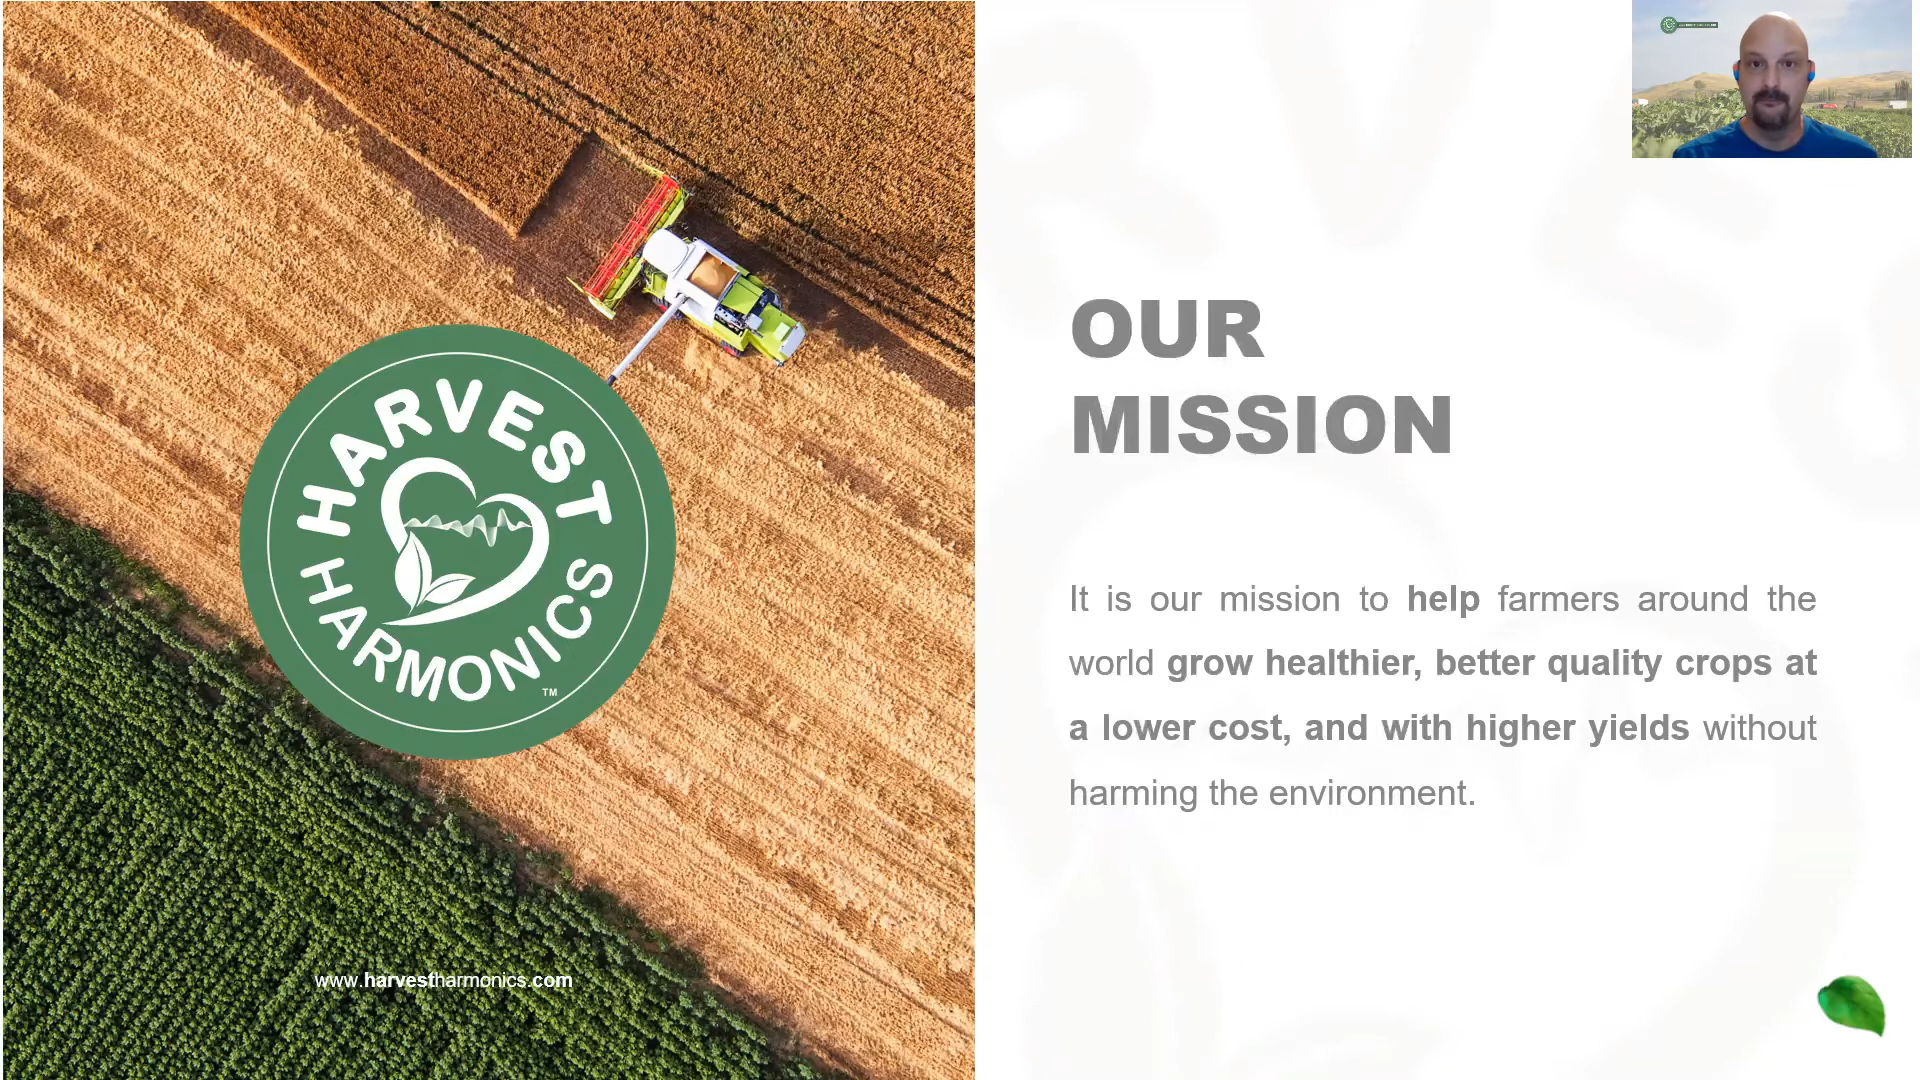 HARVEST
HARMONICS
TM
www.harvestharmonics.com
OUR
MISSION
It is our mission to help farmers around the
world grow healthier, better quality crops at
a lower cost, and with higher yields without
harming the environment.